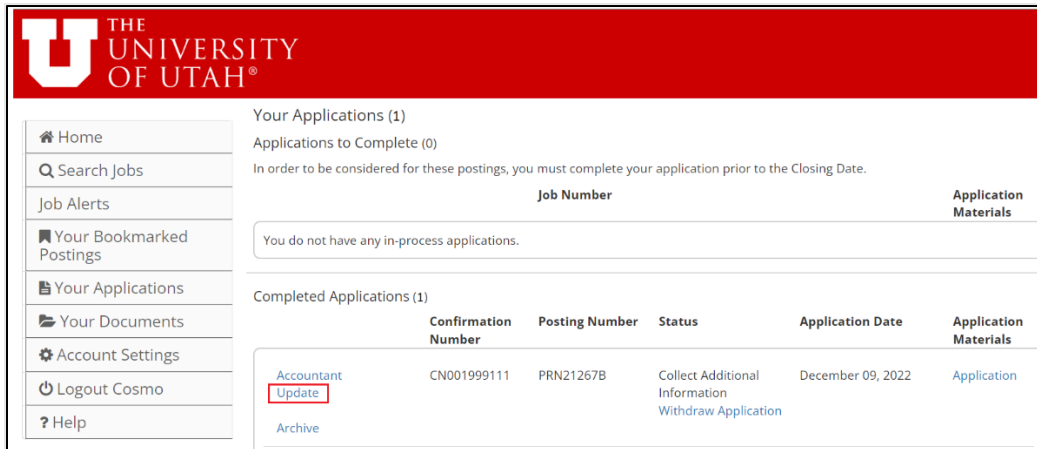 THE
UNIVERSITY
OF UTAH®
Home
Search Jobs
Job Alerts
Your Bookmarked
Postings
Your Applications
Your Documents
Account Settings
Logout Cosmo
? Help
Your Applications (1)
Applications to Complete (0)
In order to be considered for these postings, you must complete your application prior to the Closing Date.
Job Number
Application
Materials
You do not have any in-process applications.
Completed Applications (1)
Confirmation
Number
Posting Number
Status
Application Date
Application
Materials
Accountant
Update
Archive
CN001999111
PRN21267B
Collect Additional
Information
Withdraw Application
December 09, 2022
Application